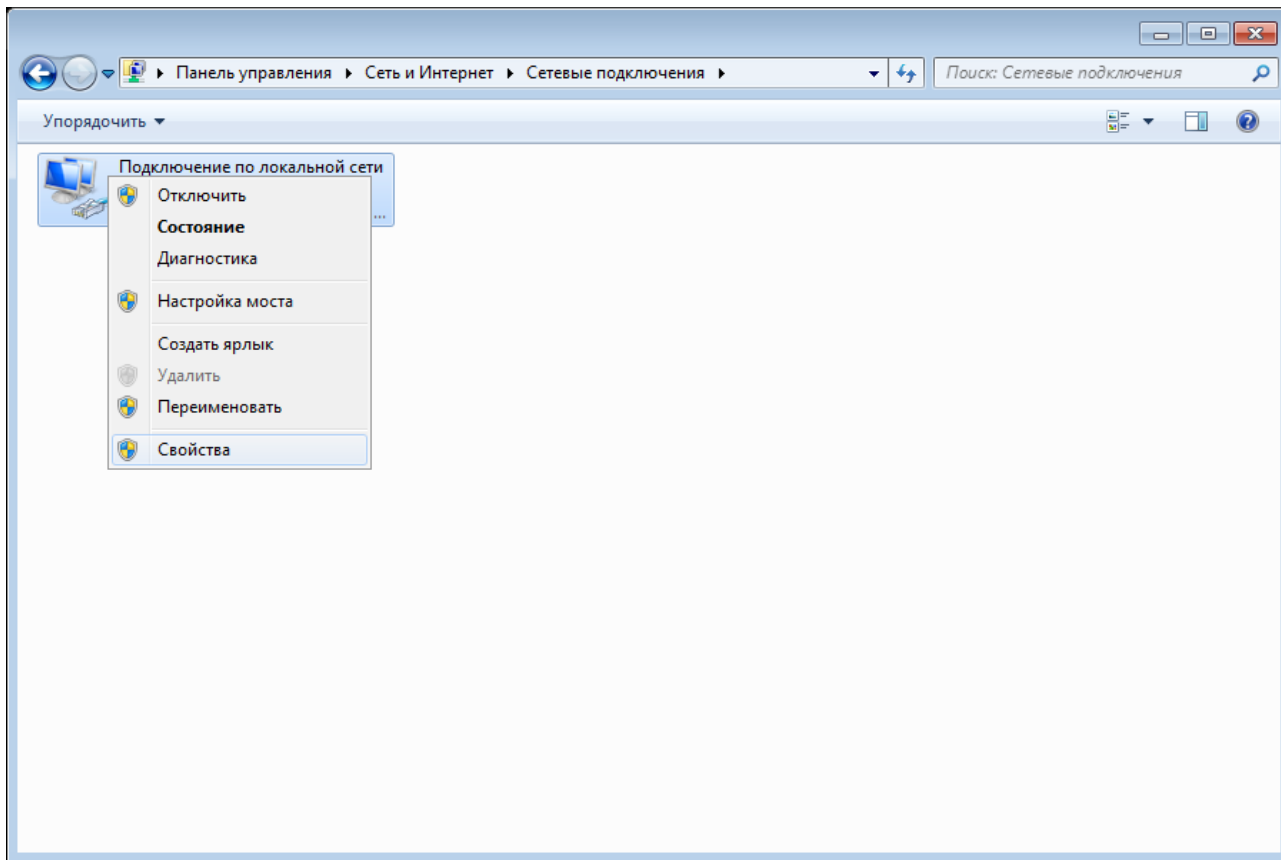 Панель управления Сеть и Интернет Сетевые подключения Поиск: Сетевые подключения
Упорядочить
Подключение по локальной сети
...
Отключить
Состояние
Диагностика
Настройка моста
Создать ярлык
Удалить
Переименовать
Свойства